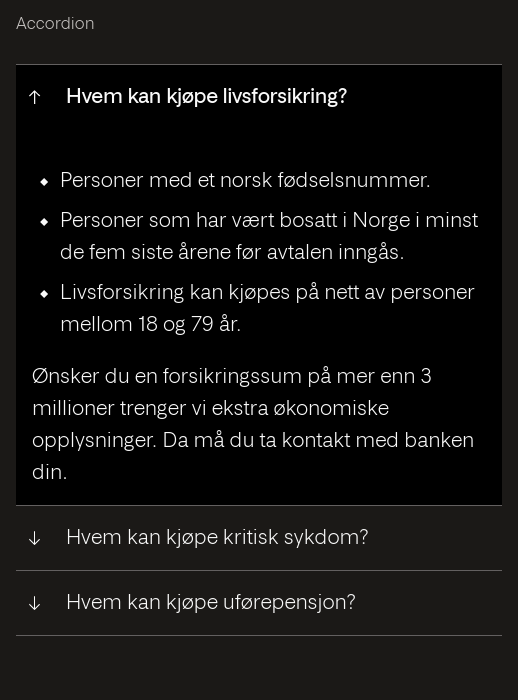 Accordion
Hvem kan kjøpe livsforsikring?
Personer med et norsk fødselsnummer.
Personer som har vært bosatt i Norge i minst
de fem siste årene før avtalen inngås.
Livsforsikring kan kjøpes på nett av personer
mellom 18 og 79 år.
Ønsker du en forsikringssum på mer enn 3
millioner trenger vi ekstra økonomiske
opplysninger. Da må du ta kontakt med banken
din.
Hvem kan kjøpe kritisk sykdom?
Hvem kan kjøpe uførepensjon?